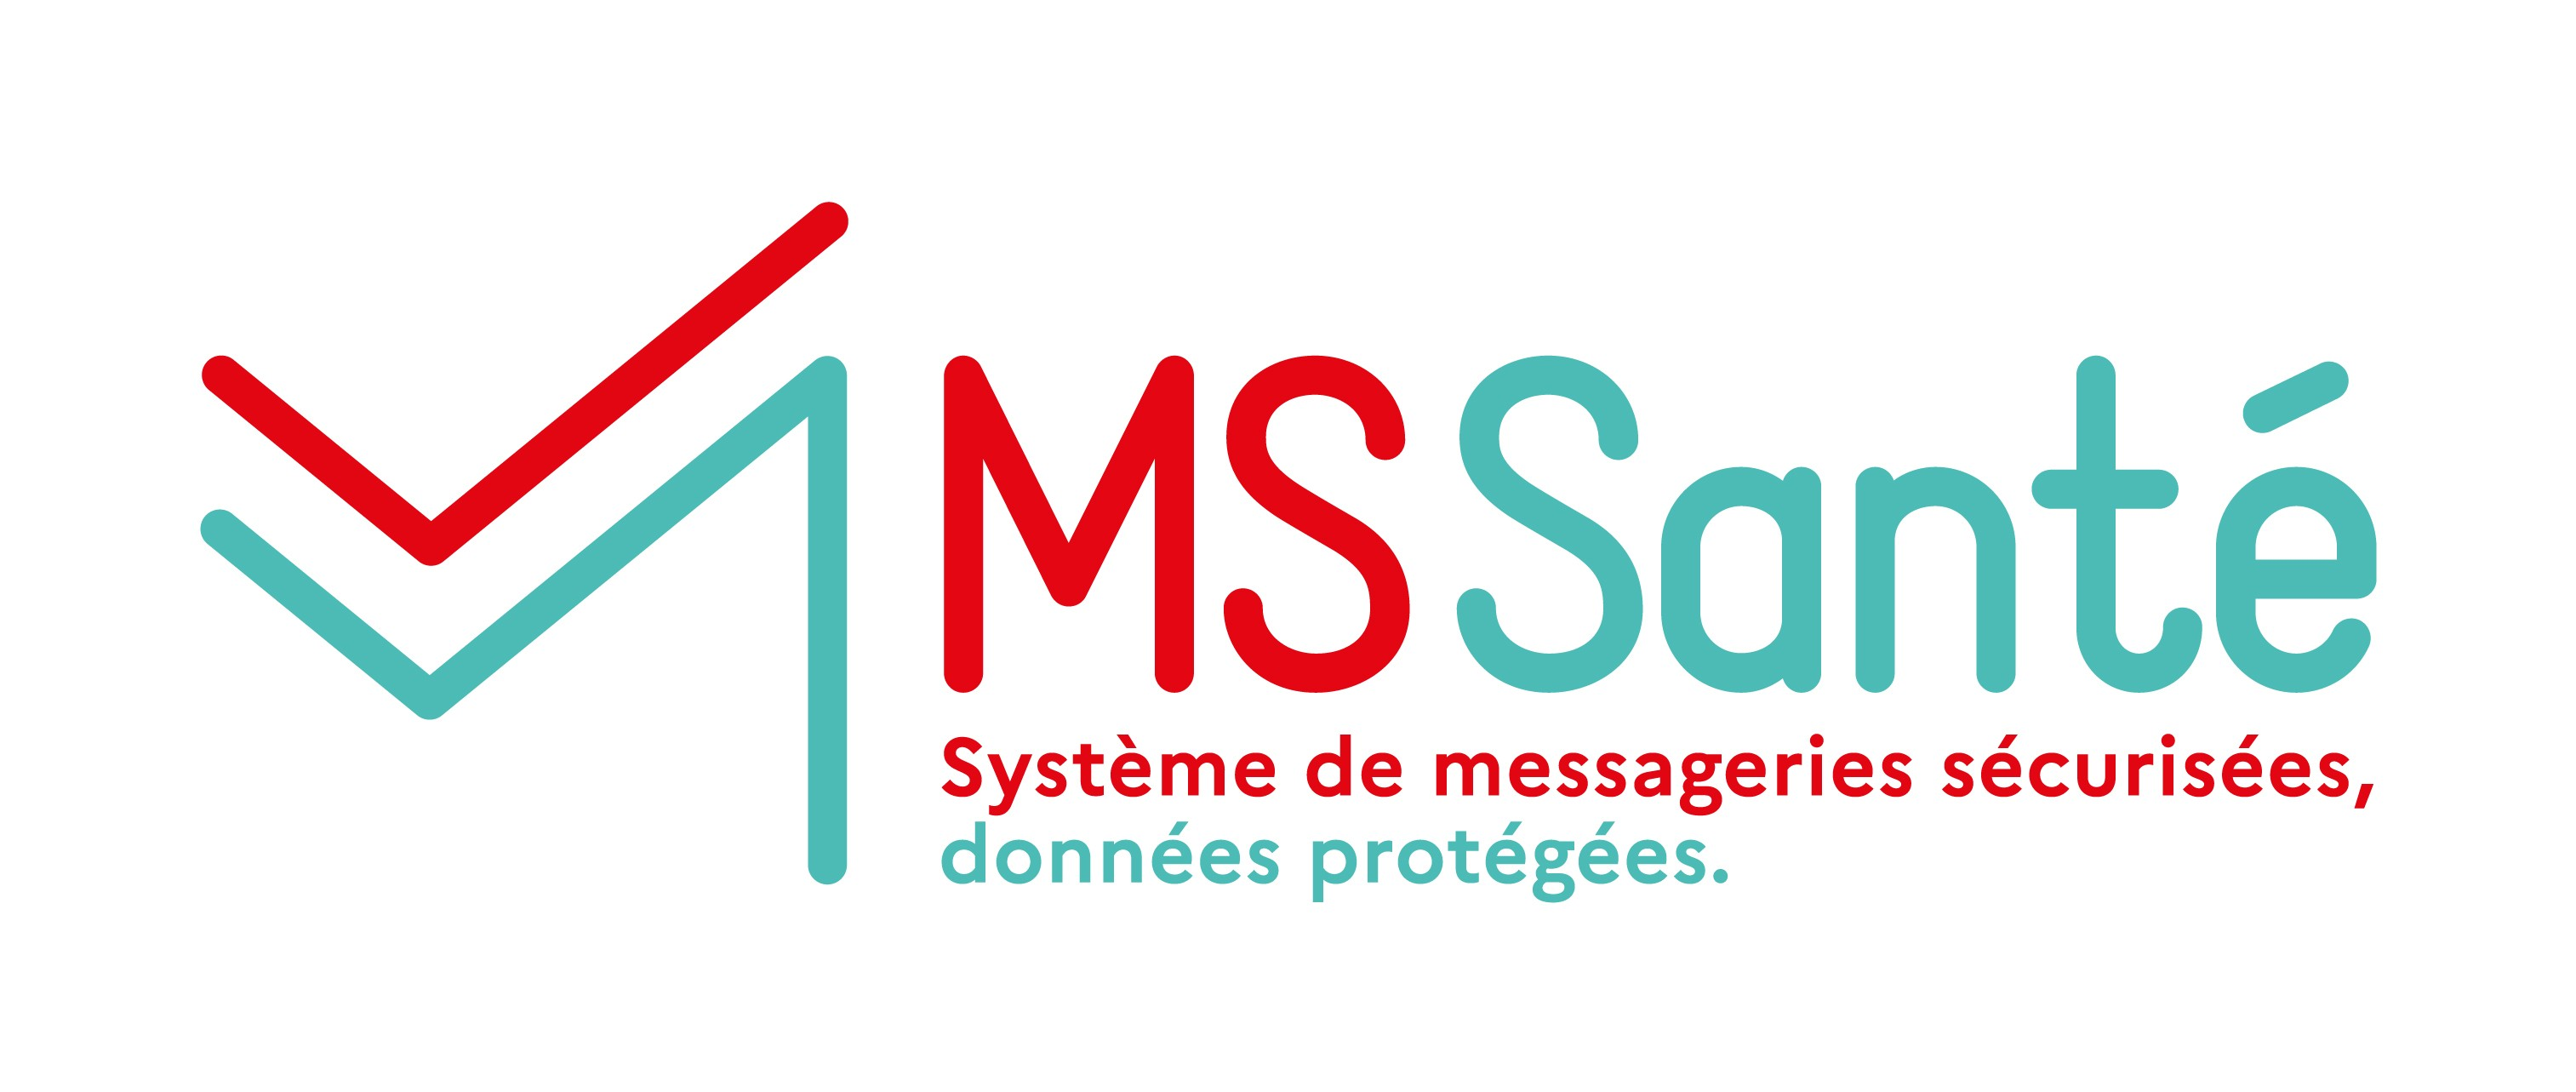 MSSanté
Système de messageries sécurisées,
données protégées.